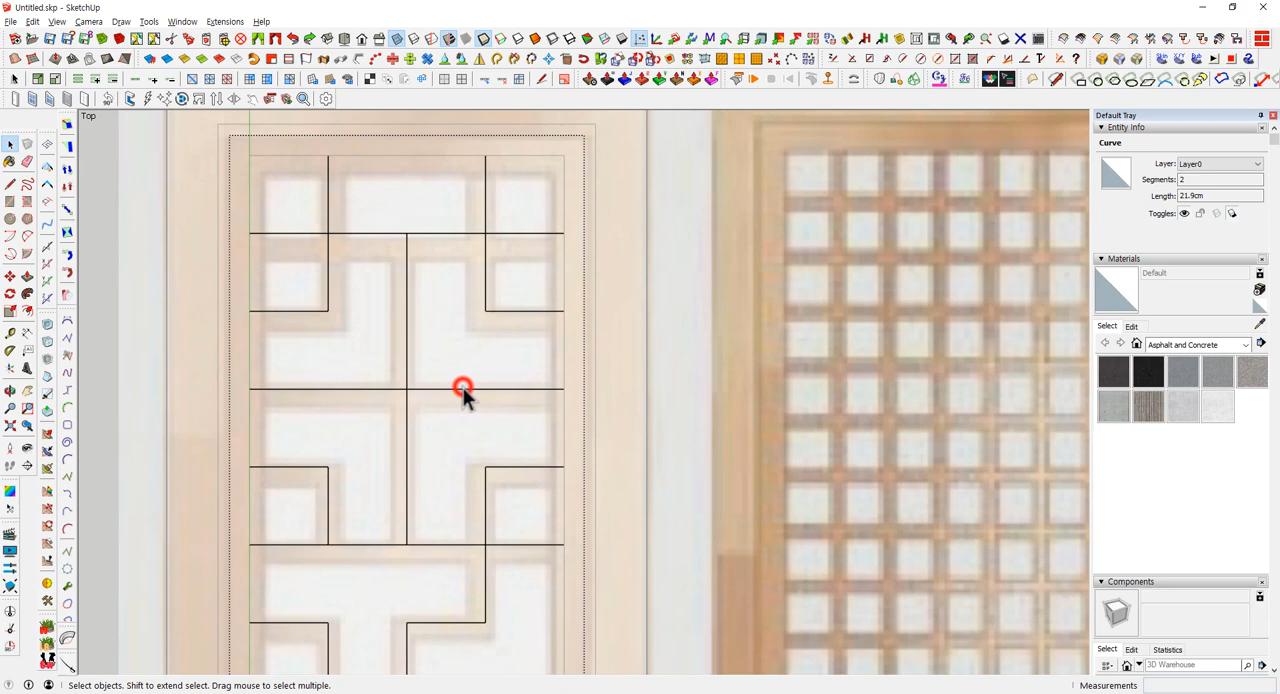 Untitled.skp - SketchUp
File Edit View Camera Draw Tools Window Extensions Help
Top
Default Tray
Entity Info
Curve
Layer: Layer0
Segments: 2
Length: 21.9cm
Toggles:
Materials
Default
Select Edit
Asphalt and Concrete
Components
Select Edit Statistics
3D Warehouse
Select objects. Shift to extend select. Drag mouse to select multiple.
Measurements